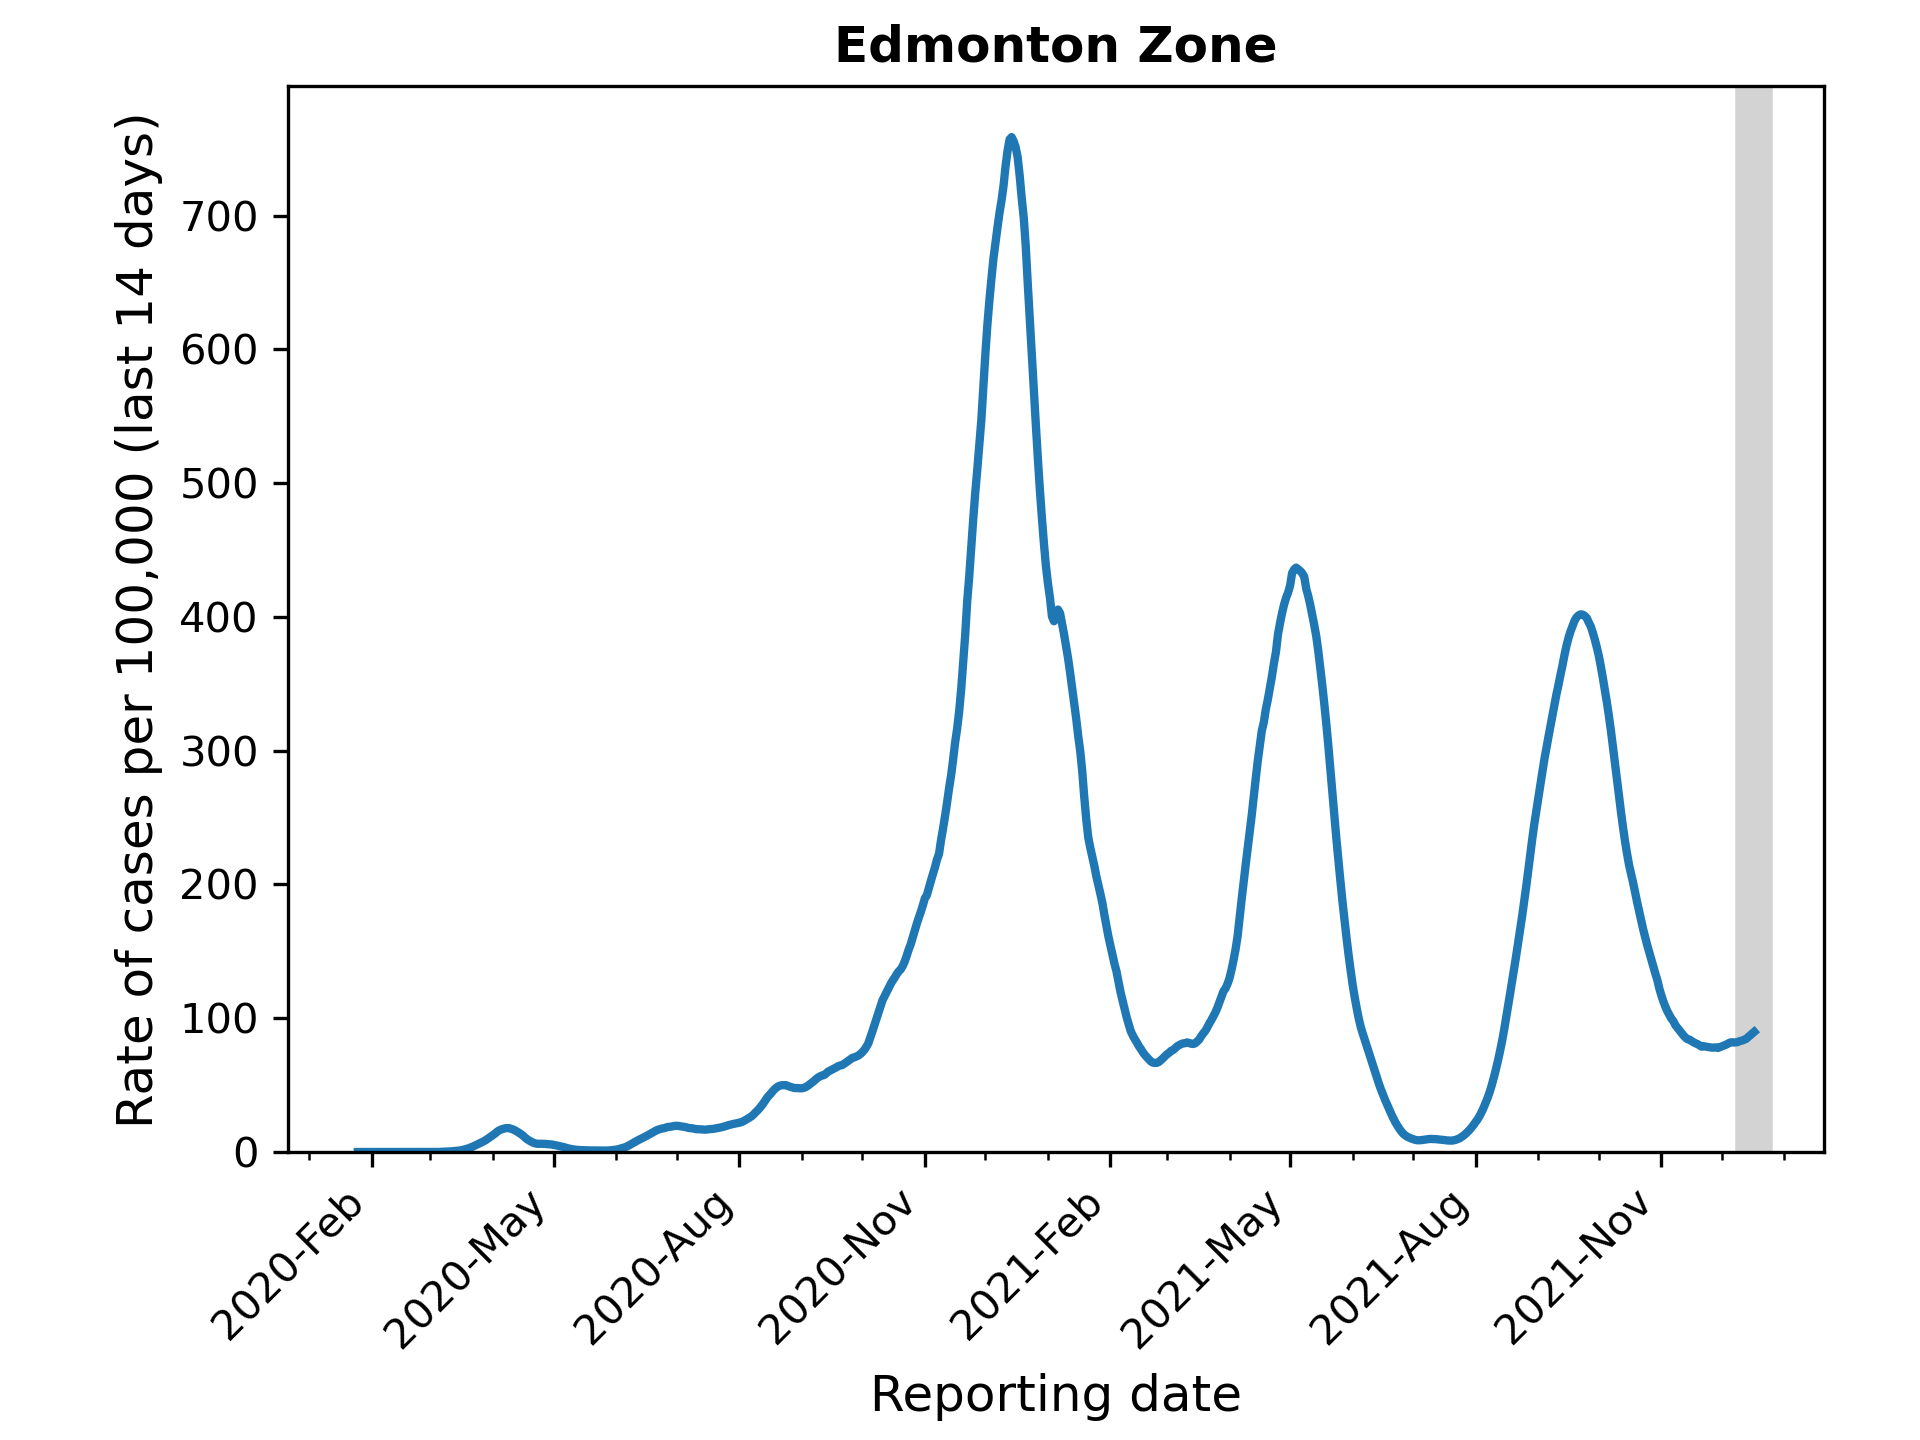 Edmonton Zone
Rate of cases per 100,000 (last 14 days)
700
600
500
400
300
200
100
0
2020-Feb
2020-May
2020-Aug
2020-Nov
2021-Feb
2021-May
2021-Aug
2021-Nov
Reporting date